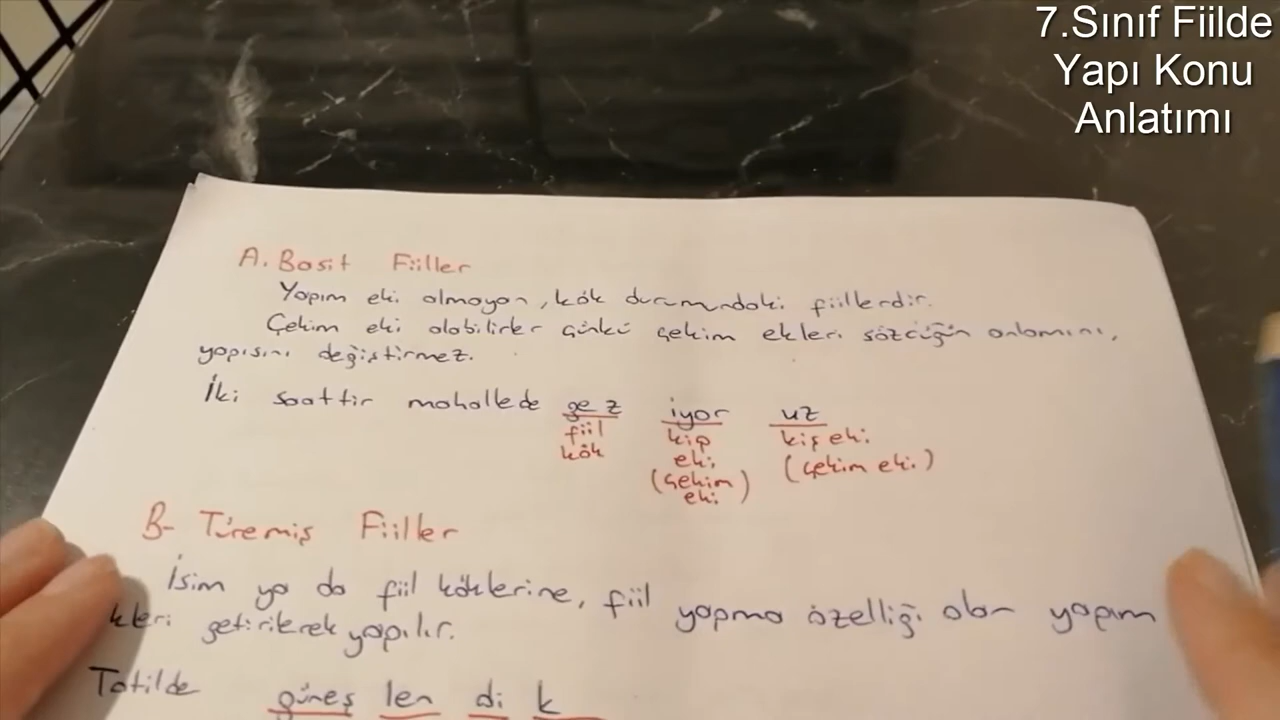 7.Sınıf Fiilde
Yapı Konu
Anlatımı
A. Basit Fiiller
Yapım eki olmayan, kök durumundaki fiillerdir.
Çekim eki alabilirler çünkü çekim ekleri sözcüğün anlamını,
yapısını değiştirmez.
İki saattir mahallede gez iyor uz
fiil kip kişi eki
kök eki (çekim eki)
(çekim
eki)
B- Türemiş Fiiller
İsim ya da fiil köklerine, fiil yapma özelliği olan yapım
ekleri getirilerek yapılır.
Tatilde güneş len di k